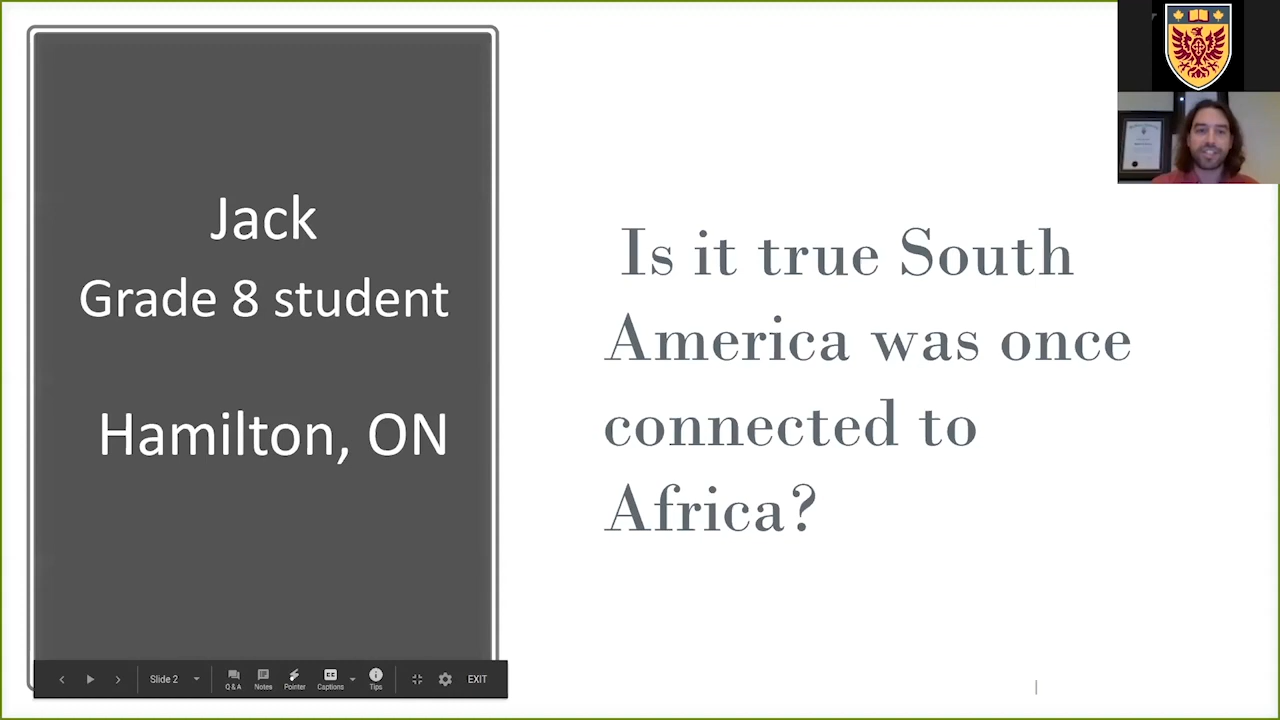 Jack
Grade 8 student
Hamilton, ON
Is it true South
America was once
connected to
Africa?
Slide 2
Q & A
Notes
Pointer
Captions
Tips
EXIT